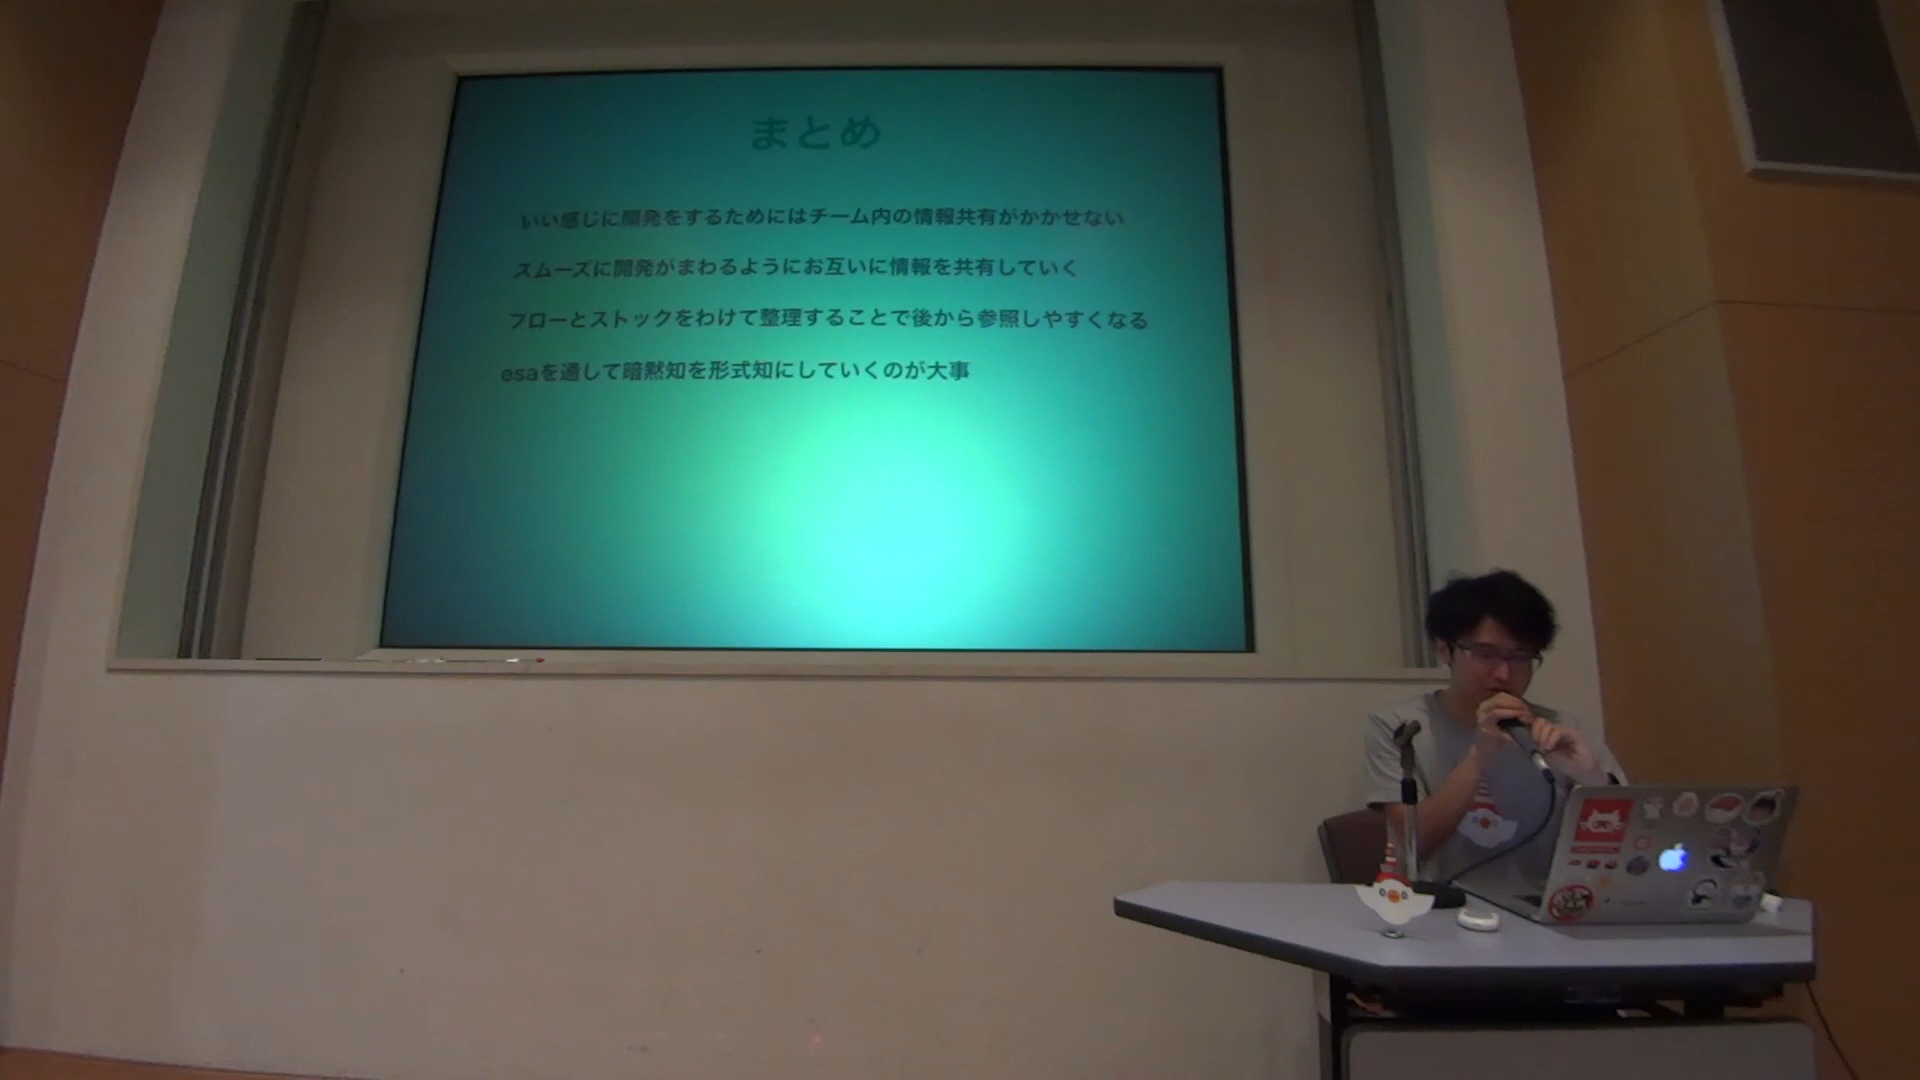 まとめ
いい感じに開発をするためにはチーム内の情報共有がかかせない
スムーズに開発がまわるようにお互いに情報を共有していく
フローとストックをわけて整理することで後から参照しやすくなる
esaを通して暗黙知を形式知にしていくのが大事